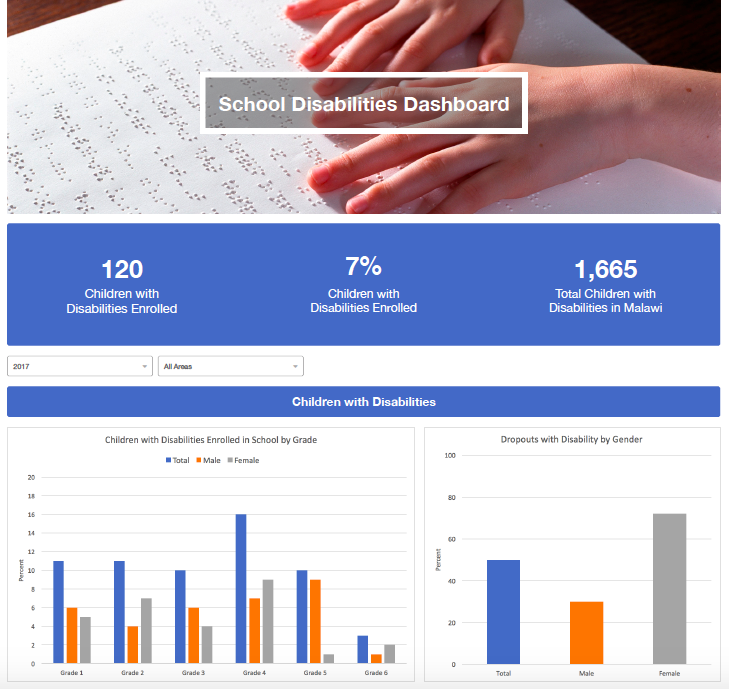 School Disabilities Dashboard
120
Children with
Disabilities Enrolled
7%
Children with
Disabilities Enrolled
1,665
Total Children with
Disabilities in Malawi
2017
All Areas
Children with Disabilities
Children with Disabilities Enrolled in School by Grade
Total Male Female
Percent
20
18
16
14
12
10
8
6
4
2
0
Grade 1 Grade 2 Grade 3 Grade 4 Grade 5 Grade 6
Dropouts with Disability by Gender
Percent
100
80
60
40
20
0
Total Male Female